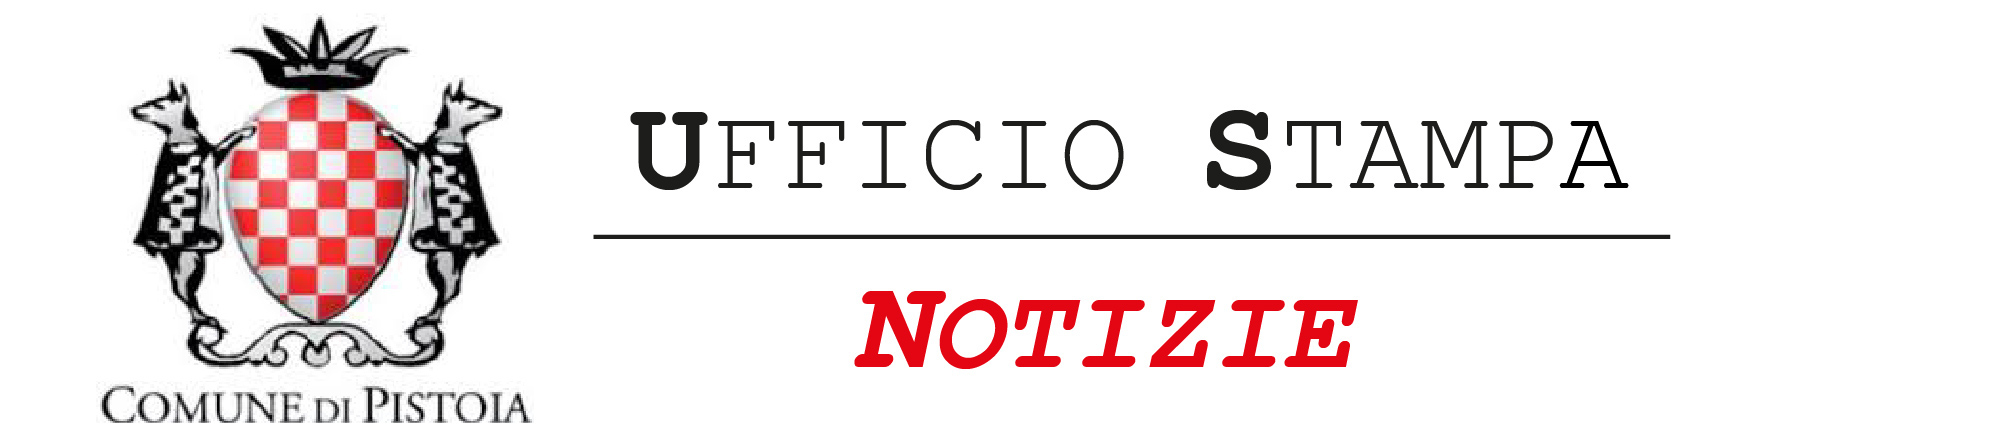 UFFICIO STAMPA
NOTIZIE
COMUNE DI PISTOIA